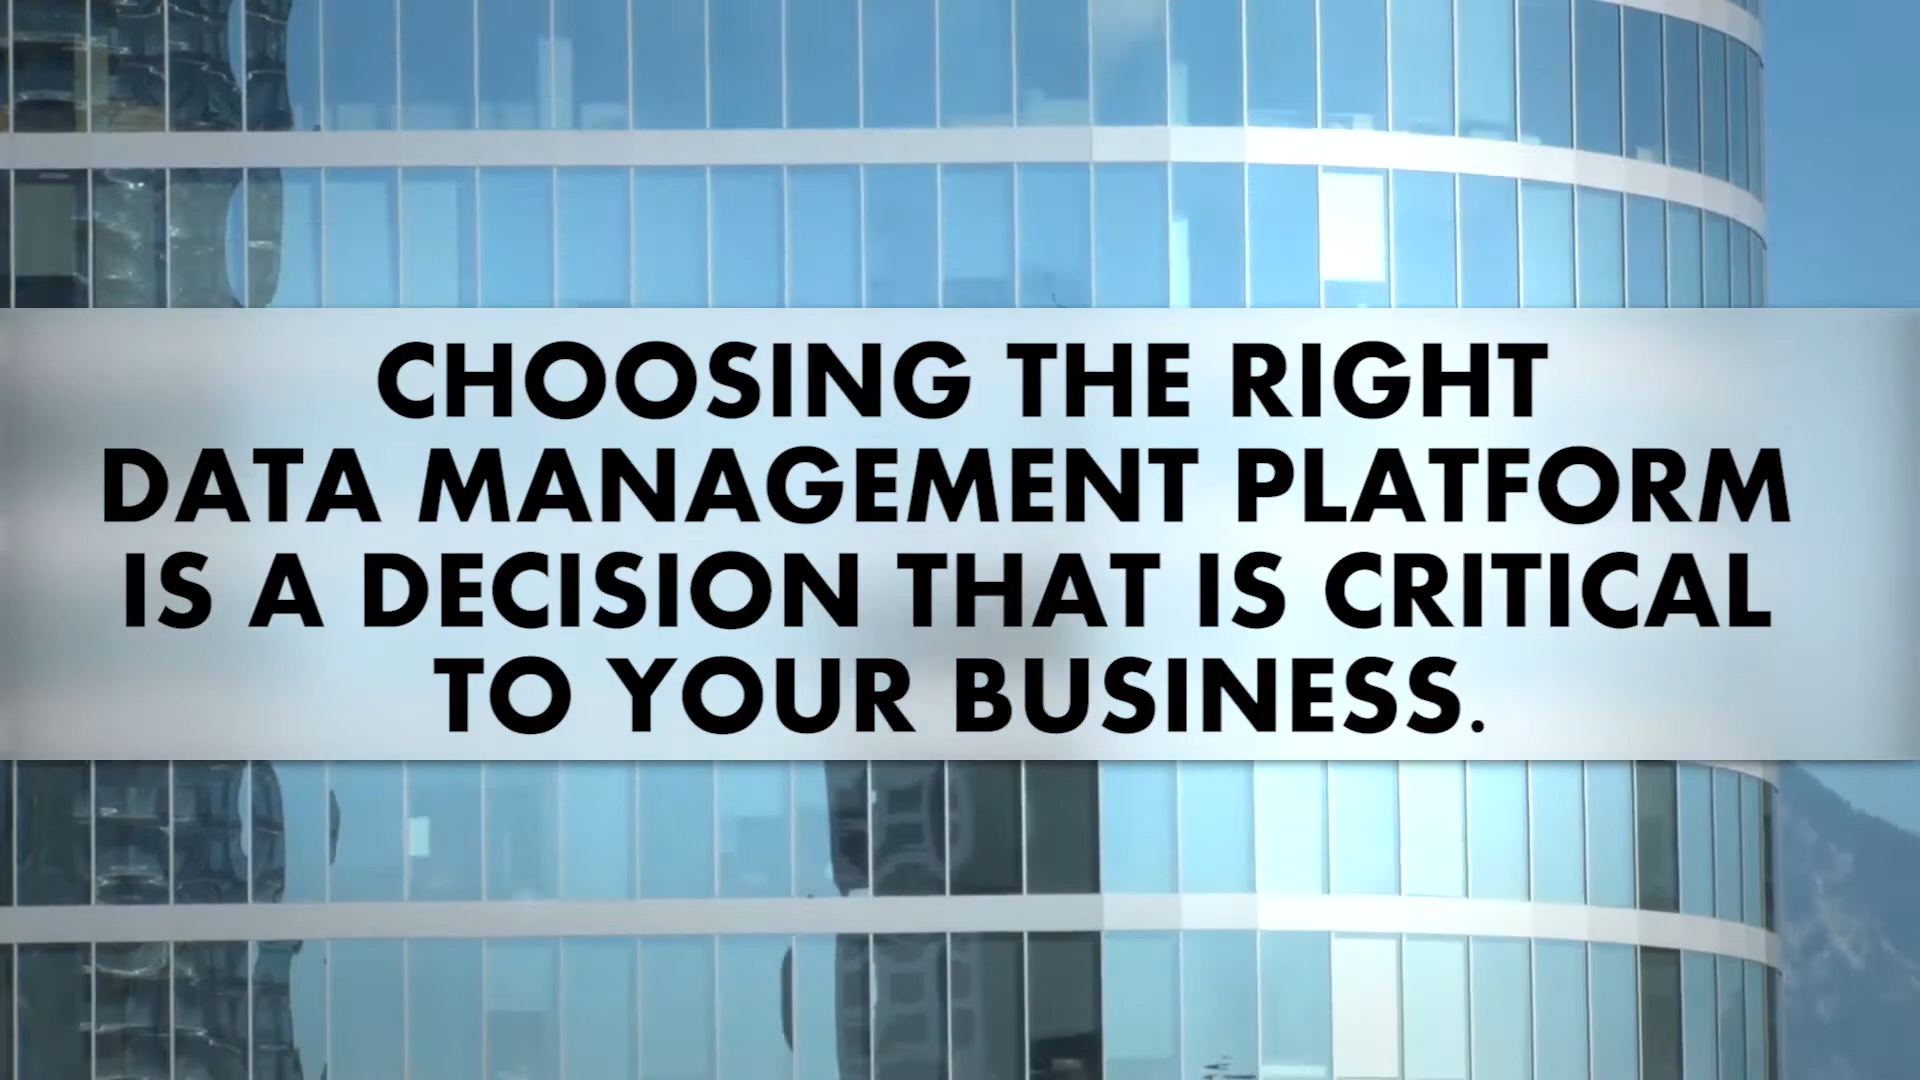 CHOOSING THE RIGHT
DATA MANAGEMENT PLATFORM
IS A DECISION THAT IS CRITICAL
TO YOUR BUSINESS.